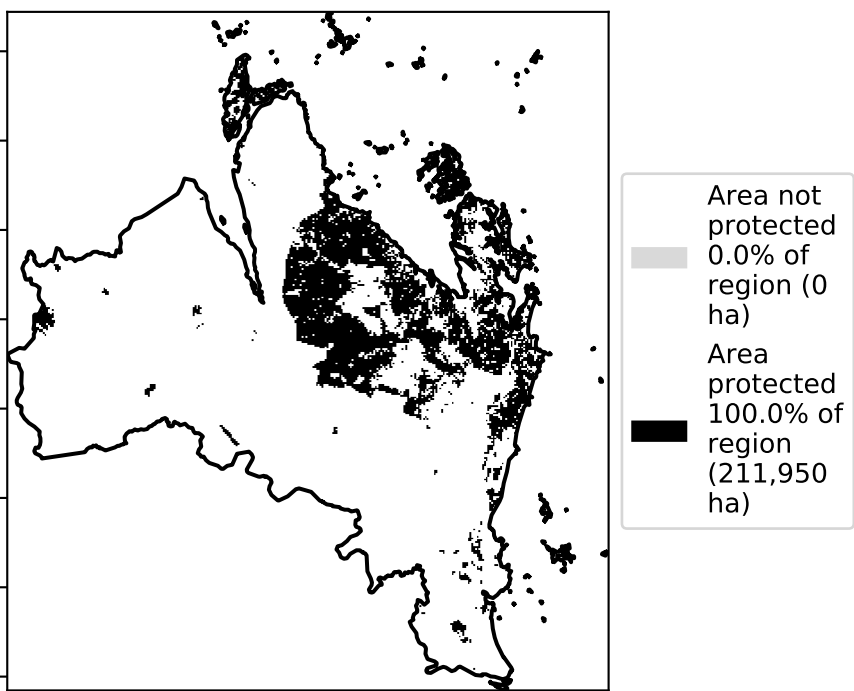 Area not
protected
0.0% of
region (0
ha)
Area
protected
100.0% of
region
(211,950
ha)